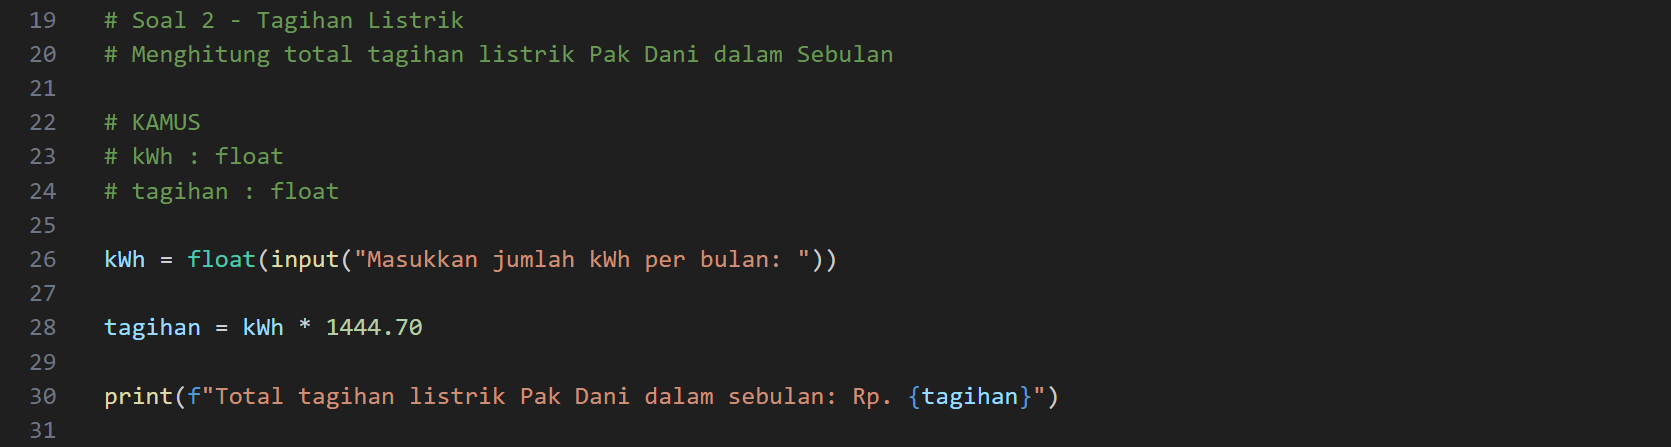 19 # Soal 2 - Tagihan Listrik
20 # Menghitung total tagihan listrik Pak Dani dalam Sebulan
21
22 # KAMUS
23 # kWh : float
24 # tagihan : float
25
26 kWh = float(input("Masukkan jumlah kWh per bulan: "))
27
28 tagihan = kWh * 1444.70
29
30 print(f"Total tagihan listrik Pak Dani dalam sebulan: Rp. {tagihan}")
31